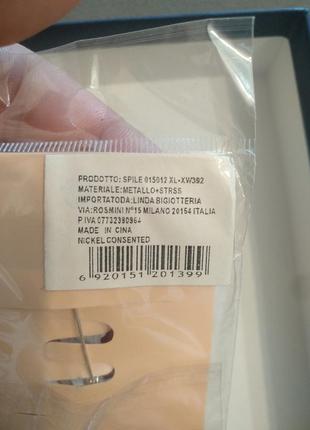 PRODOTTO: SPILE 015012 XL-XW392
MATERIALE:METALLO+STRSS
IMPORTATODA:LINDA BIGIOTTERIA
VIA:ROSMINI N°15 MILANO 20154 ITALIA
P.IVA 07732380964
MADE IN CINA
NICKEL CONSENTED
6 920151 201399